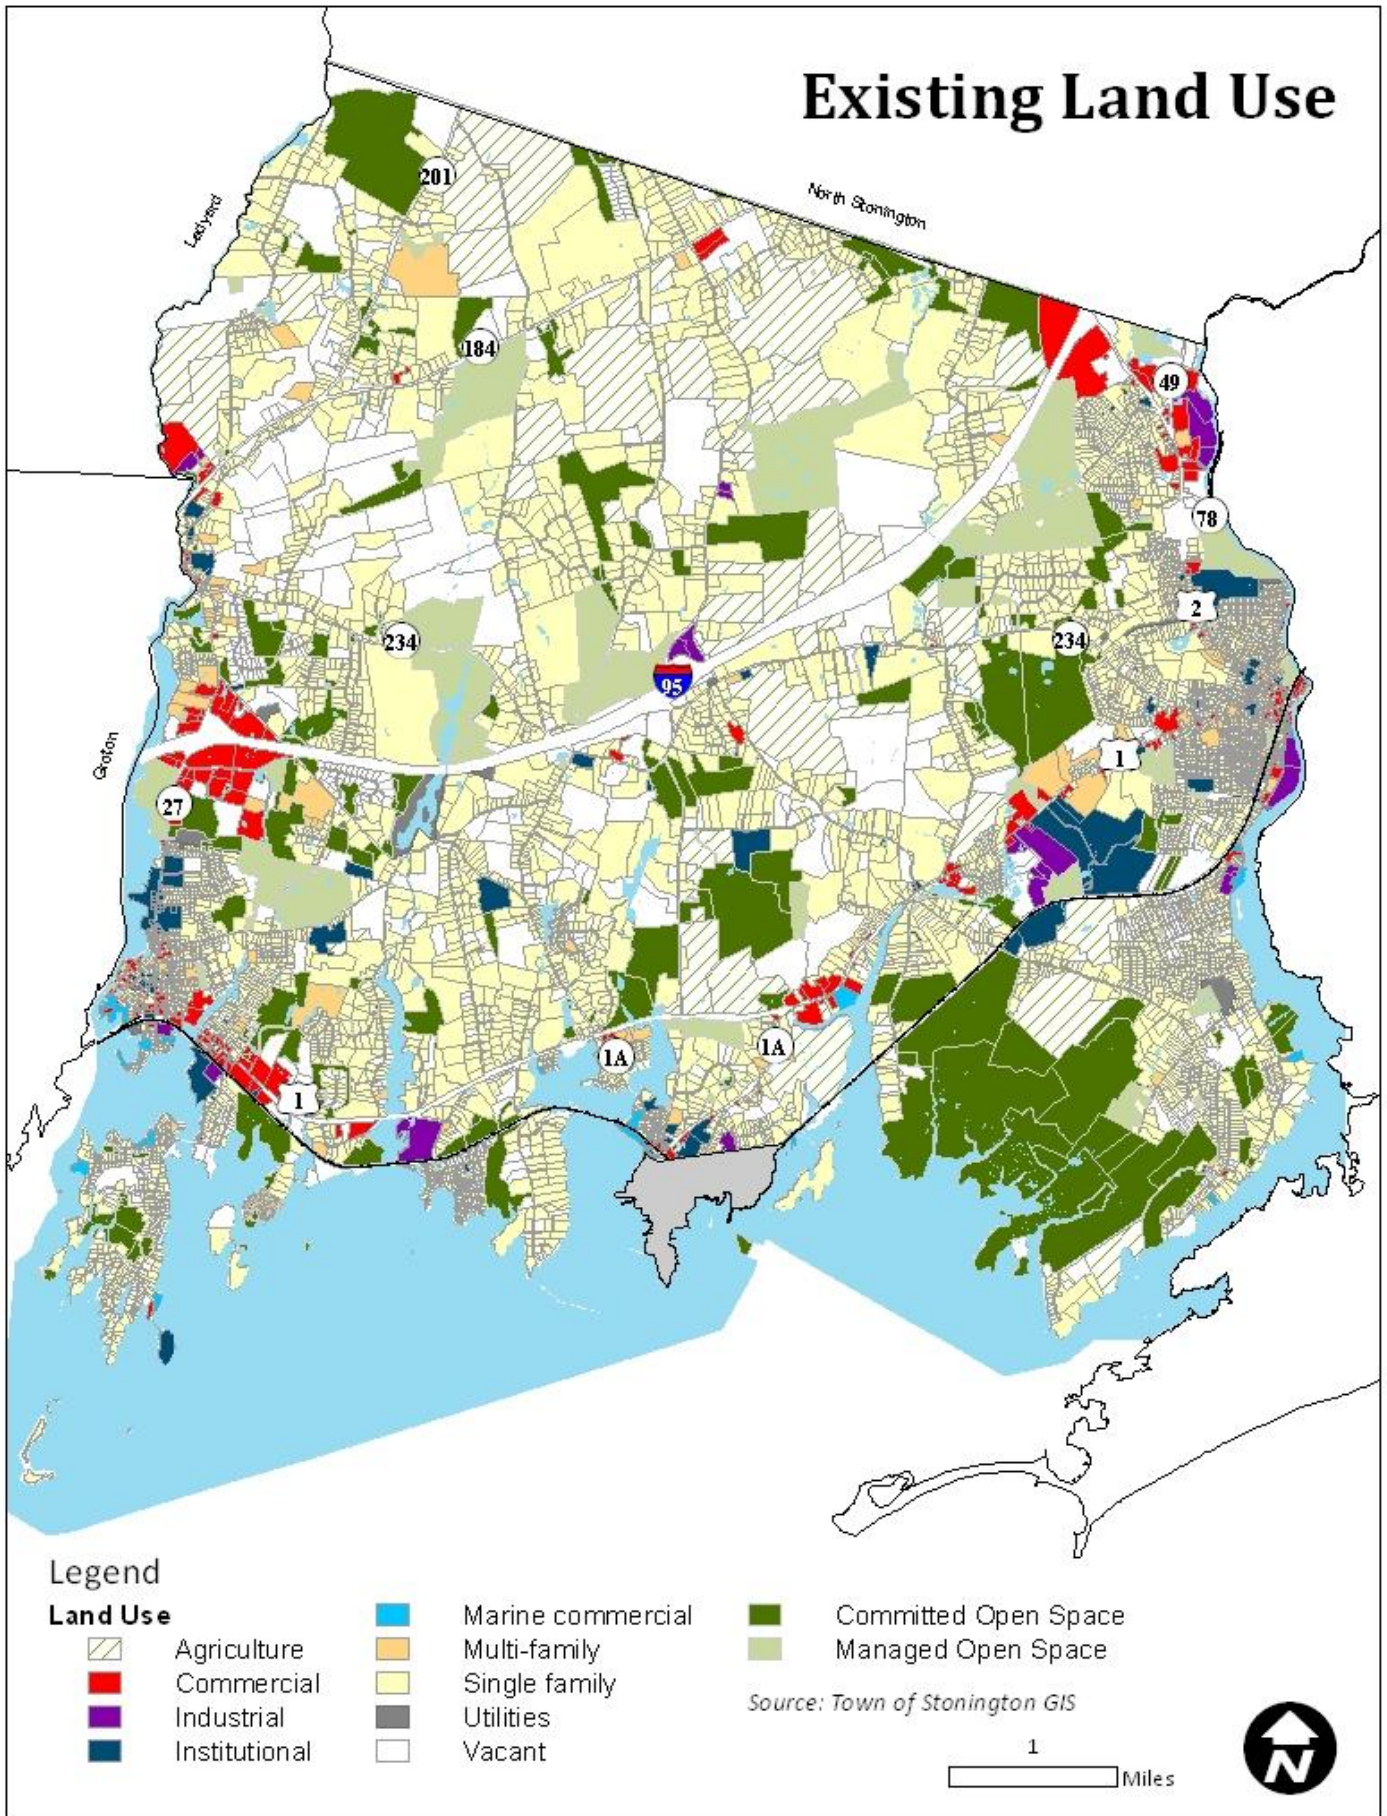 Existing Land Use
201
North Stonington
Ledyard
184
49
78
2
234
234
95
1
Groton
27
1A
1A
1
Legend
Land Use
Agriculture
Commercial
Industrial
Institutional
Marine commercial
Multi-family
Single family
Utilities
Vacant
Committed Open Space
Managed Open Space
Source: Town of Stonington GIS
1
Miles
N